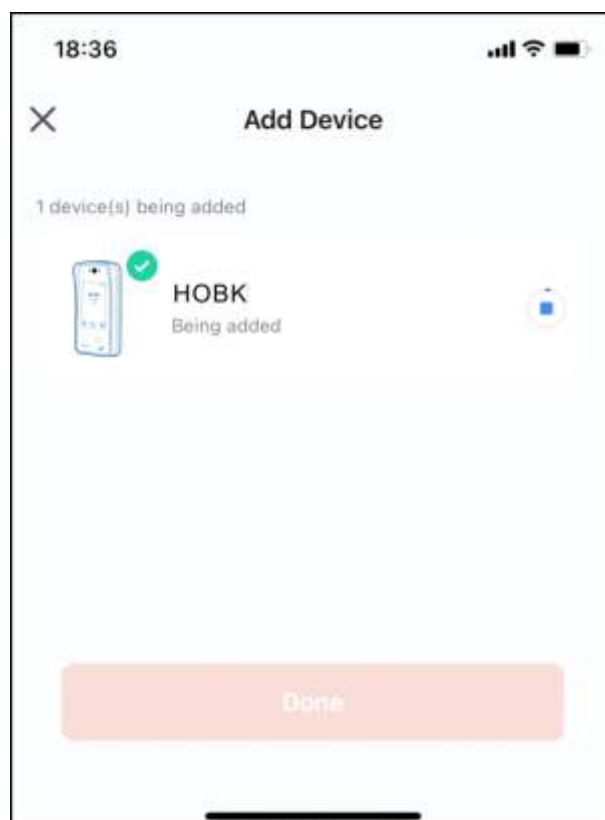 18:36
Add Device
1 device(s) being added
HOBK
Being added
Done